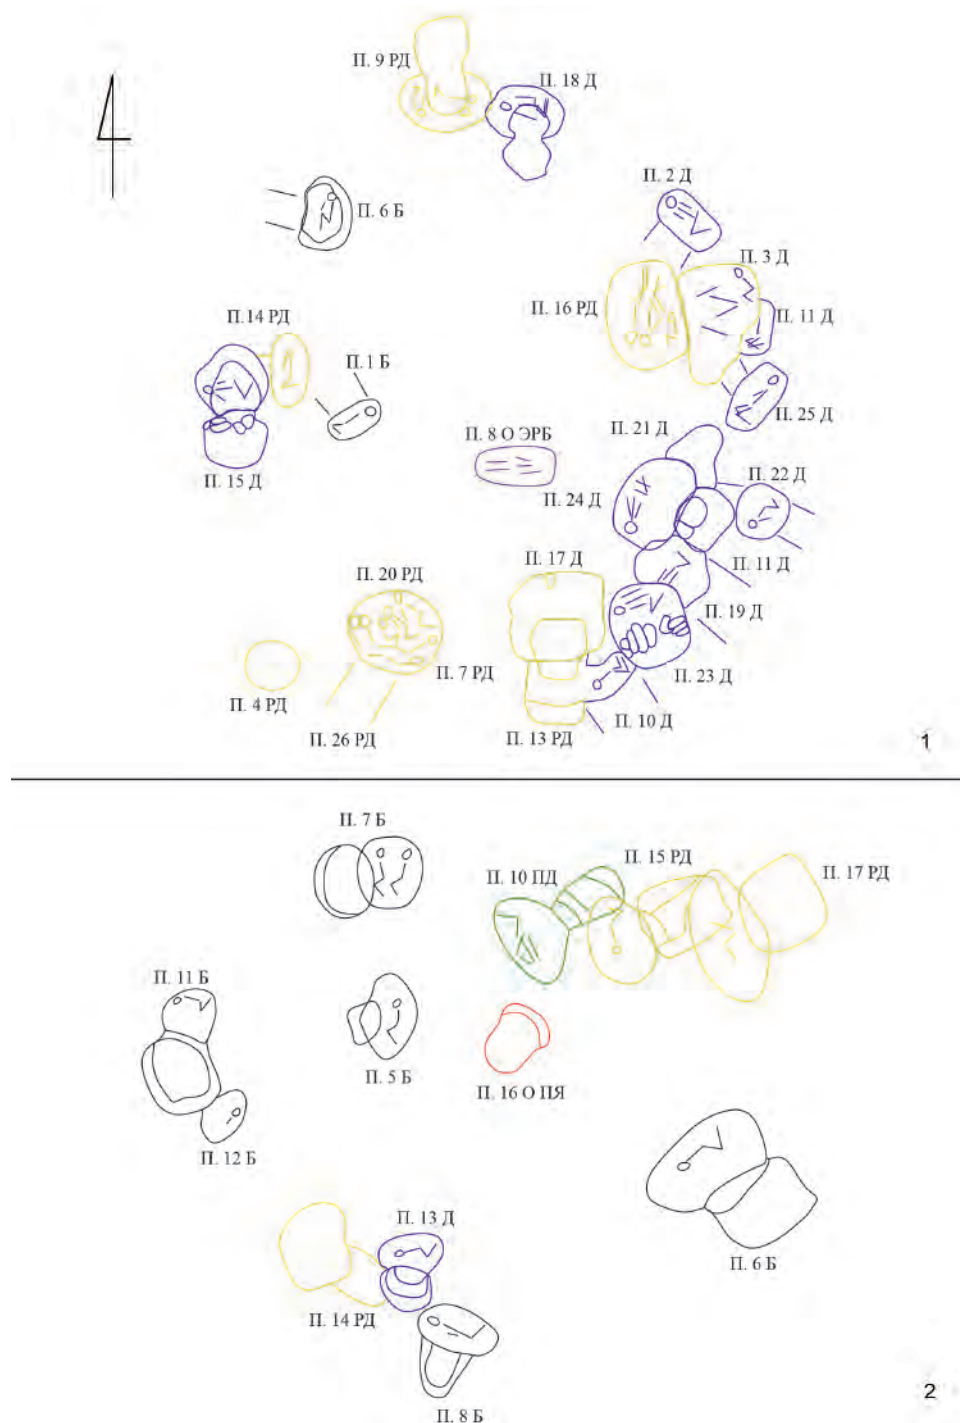 П. 9 РД
П. 18 Д
П. 2 Д
П. 6 Б
П. 3 Д
П. 16 РД
П. 11 Д
П. 14 РД
П. 1 Б
П. 25 Д
П. 21 Д
П. 8 О ЭРБ
П. 15 Д
П. 22 Д
П. 24 Д
П. 17 Д
П. 11 Д
П. 20 РД
П. 19 Д
П. 7 РД
П. 23 Д
П. 4 РД
П. 10 Д
П. 26 РД
П. 13 РД
1
П. 7 Б
П. 15 РД
П. 10 ПД
П. 17 РД
П. 11 Б
П. 5 Б
П. 16 О ПЯ
П. 12 Б
П. 13 Д
П. 6 Б
П. 14 РД
2
П. 8 Б